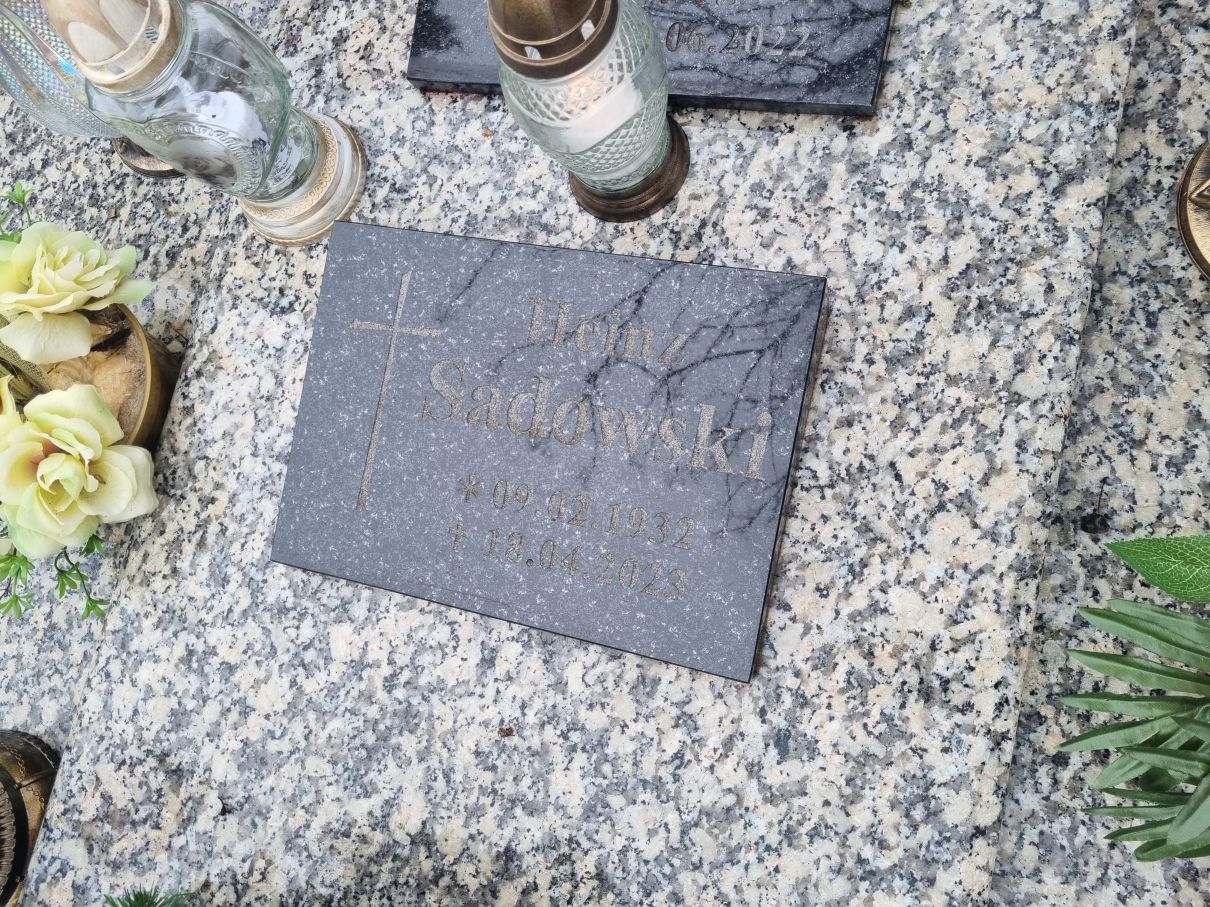 06.2022
Heinz
Sadowski
* 09.02.1932
† 18.04.2023